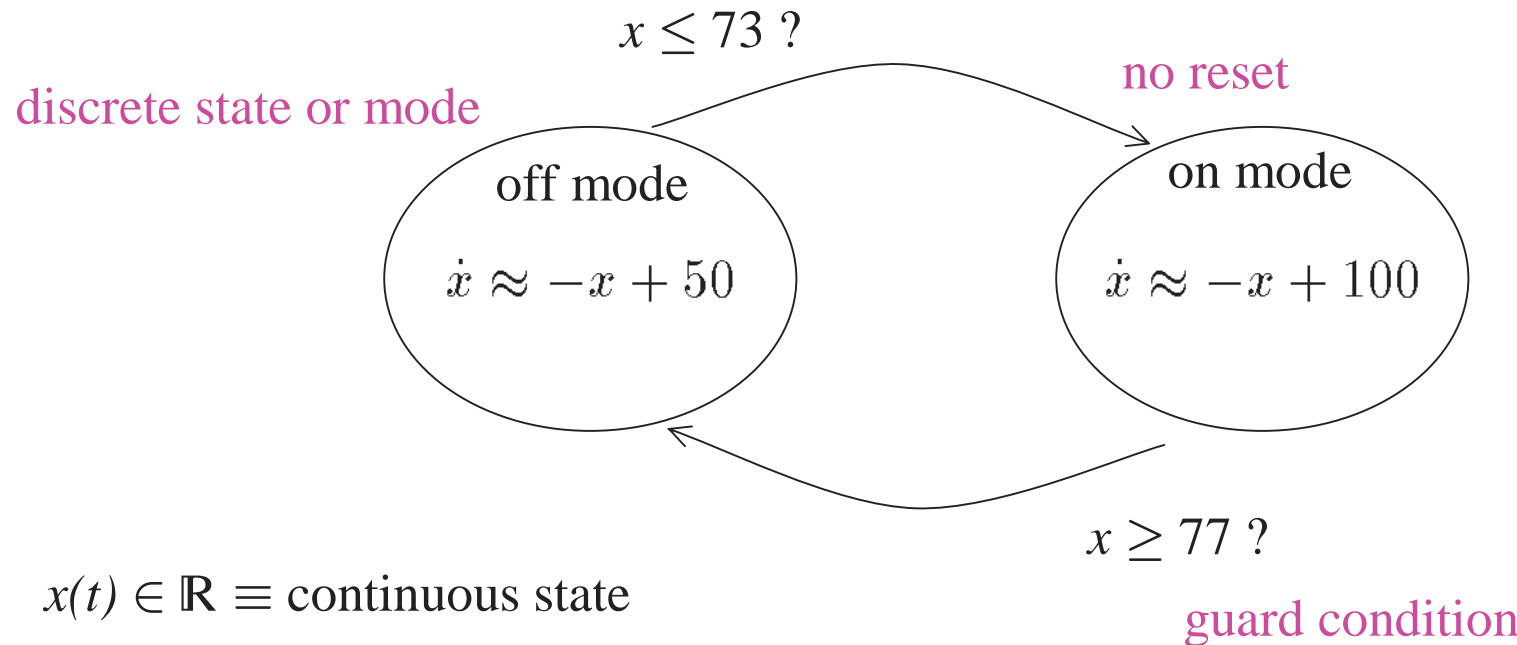 x ≤ 73 ?
no reset
discrete state or mode
off mode
on mode
ẋ ≈ −x + 50
ẋ ≈ −x + 100
x ≥ 77 ?
x(t) ∈ ℝ ≡ continuous state
guard condition